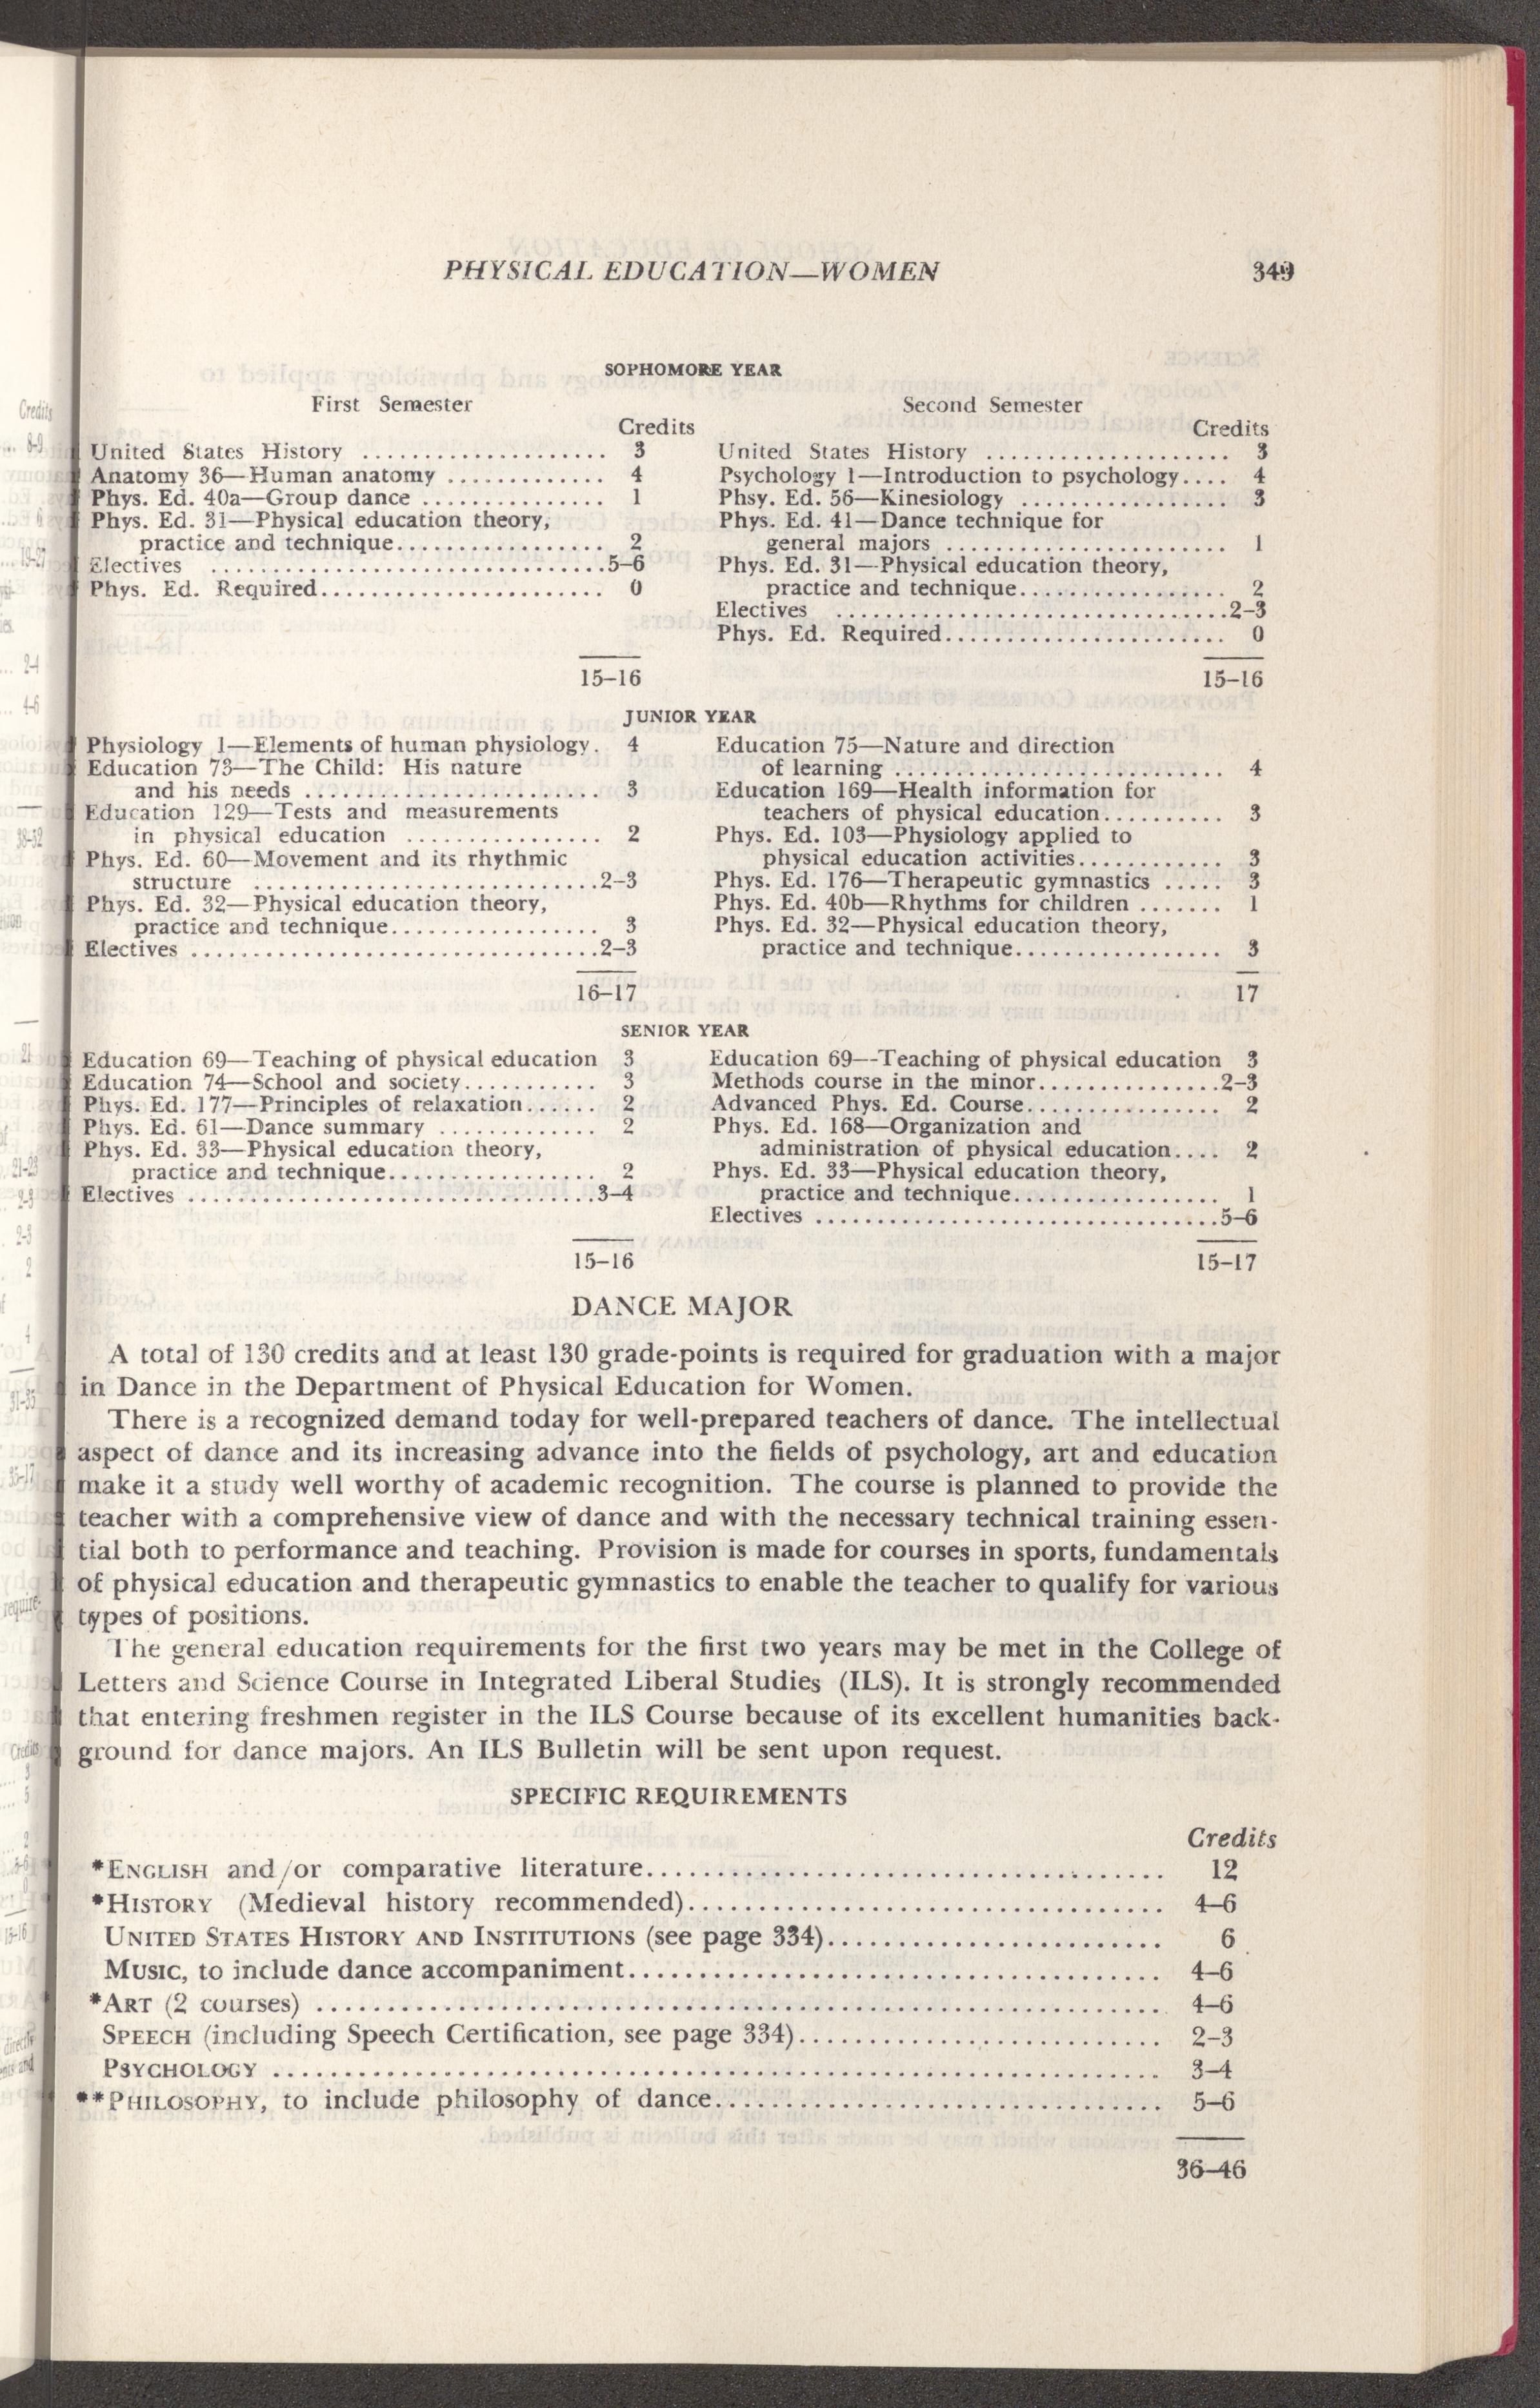 PHYSICAL EDUCATION—WOMEN 349
SOPHOMORE YEAR
First Semester
Credits
United States History .................... 3
Anatomy 36—Human anatomy ............. 4
Phys. Ed. 40a—Group dance ............... 1
Phys. Ed. 31—Physical education theory,
practice and technique................. 2
Electives ................................5–6
Phys. Ed. Required....................... 0
15–16
Second Semester
Credits
United States History .................... 3
Psychology 1—Introduction to psychology.... 4
Phsy. Ed. 56—Kinesiology ................. 3
Phys. Ed. 41—Dance technique for
general majors ....................... 1
Phys. Ed. 31—Physical education theory,
practice and technique................. 2
Electives ................................2–3
Phys. Ed. Required....................... 0
15–16
JUNIOR YEAR
Physiology 1—Elements of human physiology. 4
Education 73—The Child: His nature
and his needs ........................ 3
Education 129—Tests and measurements
in physical education ................ 2
Phys. Ed. 60—Movement and its rhythmic
structure ............................2–3
Phys. Ed. 32—Physical education theory,
practice and technique................. 3
Electives .................................2–3
16–17
Education 75—Nature and direction
of learning ........................... 4
Education 169—Health information for
teachers of physical education.......... 3
Phys. Ed. 103—Physiology applied to
physical education activities............ 3
Phys. Ed. 176—Therapeutic gymnastics ..... 3
Phys. Ed. 40b—Rhythms for children ....... 1
Phys. Ed. 32—Physical education theory,
practice and technique................. 3
17
SENIOR YEAR
Education 69—Teaching of physical education 3
Education 74—School and society........... 3
Phys. Ed. 177—Principles of relaxation...... 2
Phys. Ed. 61—Dance summary ............. 2
Phys. Ed. 33—Physical education theory,
practice and technique................. 2
Electives .................................3–4
15–16
Education 69—Teaching of physical education 3
Methods course in the minor...............2–3
Advanced Phys. Ed. Course................ 2
Phys. Ed. 168—Organization and
administration of physical education.... 2
Phys. Ed. 33—Physical education theory,
practice and technique................. 1
Electives .................................5–6
15–17
DANCE MAJOR
A total of 130 credits and at least 130 grade-points is required for graduation with a major
in Dance in the Department of Physical Education for Women.
There is a recognized demand today for well-prepared teachers of dance. The intellectual
aspect of dance and its increasing advance into the fields of psychology, art and education
make it a study well worthy of academic recognition. The course is planned to provide the
teacher with a comprehensive view of dance and with the necessary technical training essen-
tial both to performance and teaching. Provision is made for courses in sports, fundamentals
of physical education and therapeutic gymnastics to enable the teacher to qualify for various
types of positions.
The general education requirements for the first two years may be met in the College of
Letters and Science Course in Integrated Liberal Studies (ILS). It is strongly recommended
that entering freshmen register in the ILS Course because of its excellent humanities back-
ground for dance majors. An ILS Bulletin will be sent upon request.
SPECIFIC REQUIREMENTS
Credits
*ENGLISH and/or comparative literature.................................... 12
*HISTORY (Medieval history recommended)................................. 4–6
UNITED STATES HISTORY AND INSTITUTIONS (see page 334)....................... 6
MUSIC, to include dance accompaniment..................................... 4–6
*ART (2 courses) .......................................................... 4–6
SPEECH (including Speech Certification, see page 334)......................... 2–3
PSYCHOLOGY .............................................................. 3–4
**PHILOSOPHY, to include philosophy of dance............................... 5–6
36–46